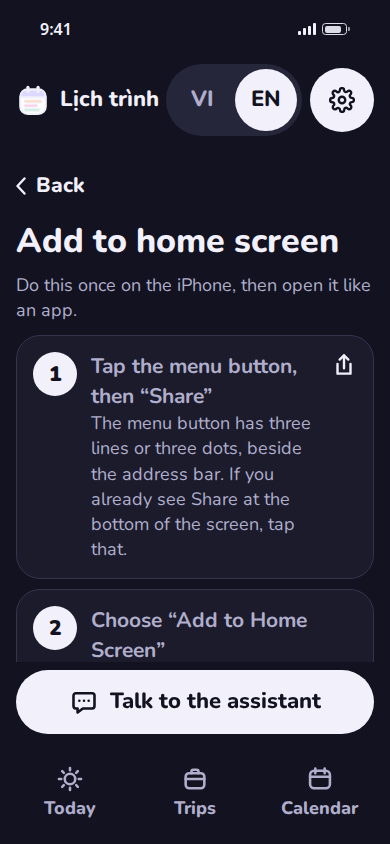 9:41
Lịch trình
VI
EN
Back
Add to home screen
Do this once on the iPhone, then open it like
an app.
1
Tap the menu button,
then “Share”
The menu button has three
lines or three dots, beside
the address bar. If you
already see Share at the
bottom of the screen, tap
that.
2
Choose “Add to Home
Screen”
Talk to the assistant
Today
Trips
Calendar